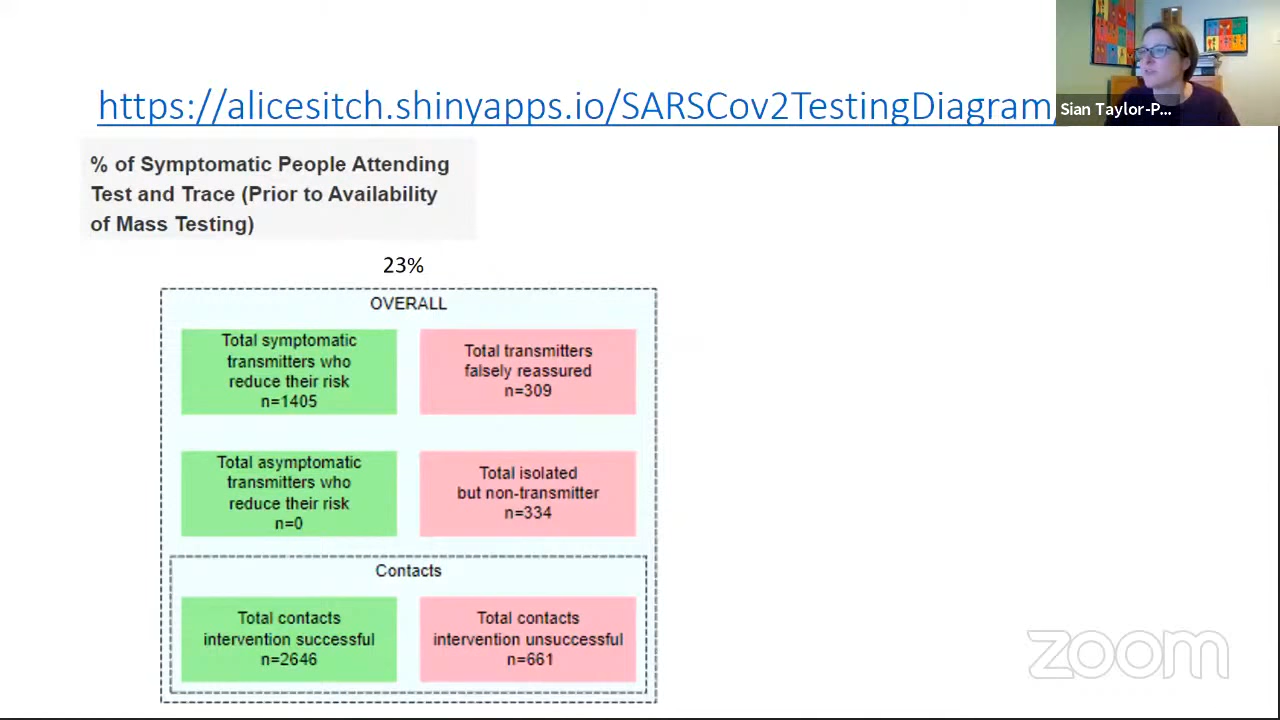 https://alicesitch.shinyapps.io/SARSCov2TestingDiagram/
Sian Taylor-P...
% of Symptomatic People Attending
Test and Trace (Prior to Availability
of Mass Testing)
23%
OVERALL
Total symptomatic
transmitters who
reduce their risk
n=1405
Total transmitters
falsely reassured
n=309
Total asymptomatic
transmitters who
reduce their risk
n=0
Total isolated
but non-transmitter
n=334
Contacts
Total contacts
intervention successful
n=2646
Total contacts
intervention unsuccessful
n=661
zoom